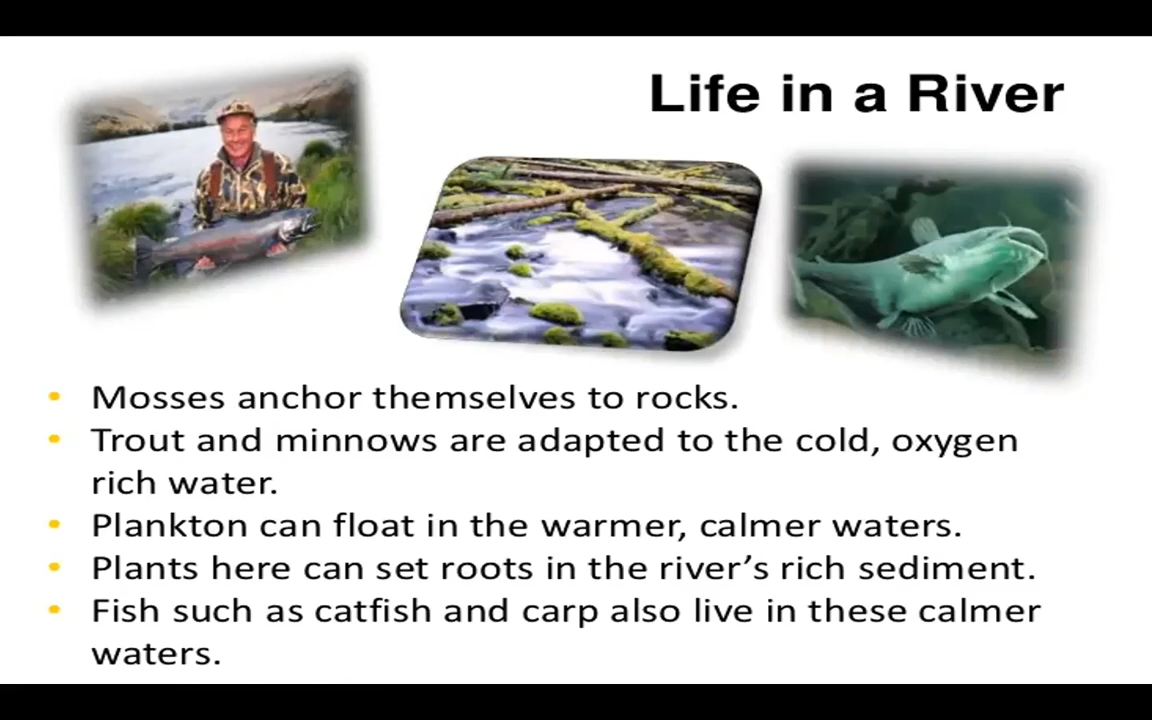 Life in a River
• Mosses anchor themselves to rocks.
• Trout and minnows are adapted to the cold, oxygen
rich water.
• Plankton can float in the warmer, calmer waters.
• Plants here can set roots in the river’s rich sediment.
• Fish such as catfish and carp also live in these calmer
waters.